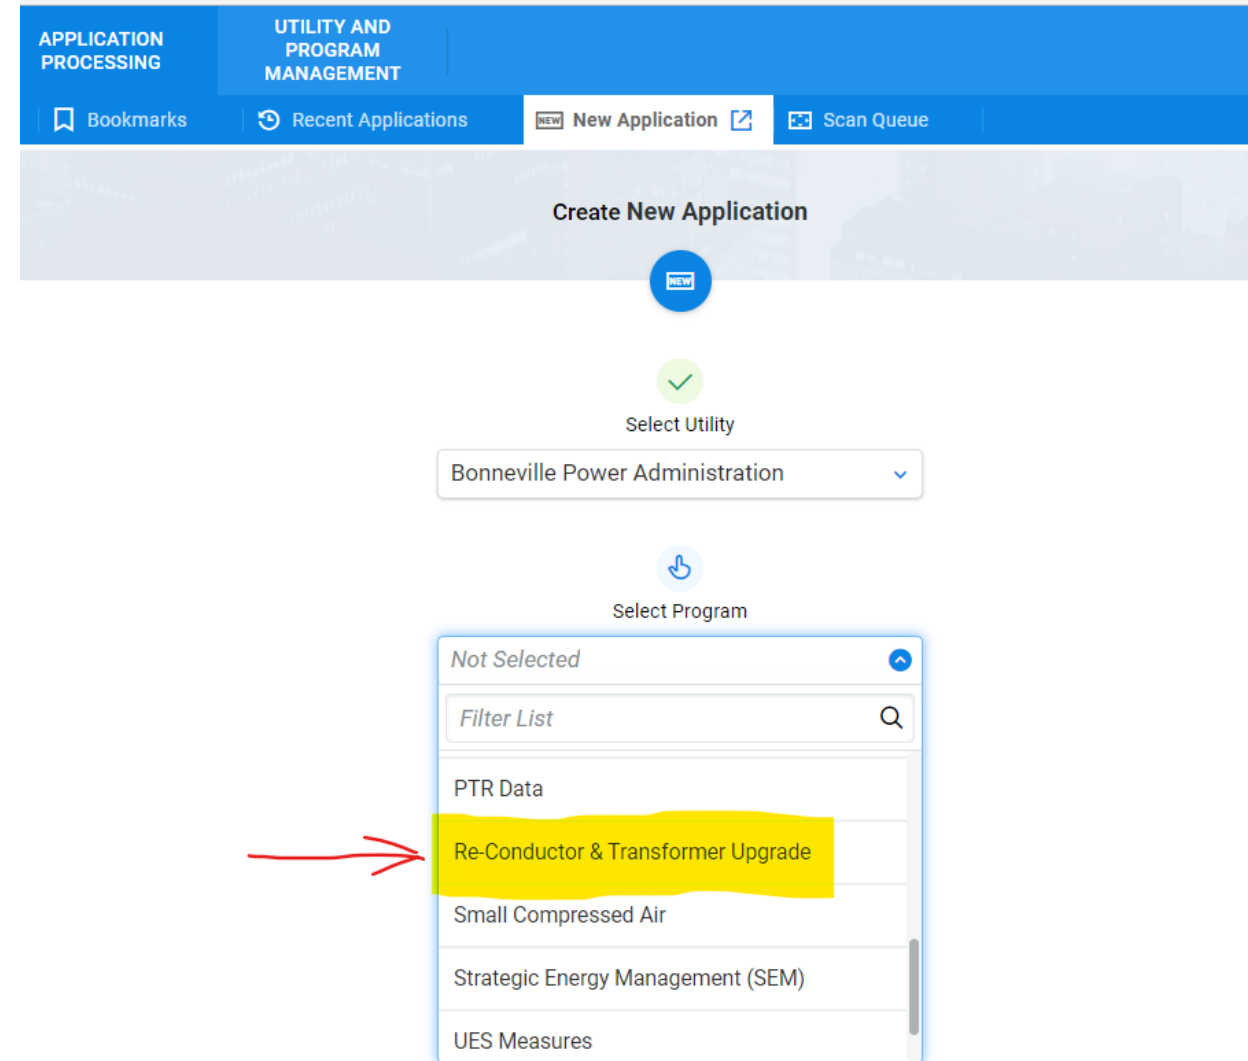 APPLICATION
PROCESSING
UTILITY AND
PROGRAM
MANAGEMENT
Bookmarks
Recent Applications
NEW New Application
Scan Queue
Create New Application
NEW
Select Utility
Bonneville Power Administration
Select Program
Not Selected
Filter List
PTR Data
Re-Conductor & Transformer Upgrade
Small Compressed Air
Strategic Energy Management (SEM)
UES Measures